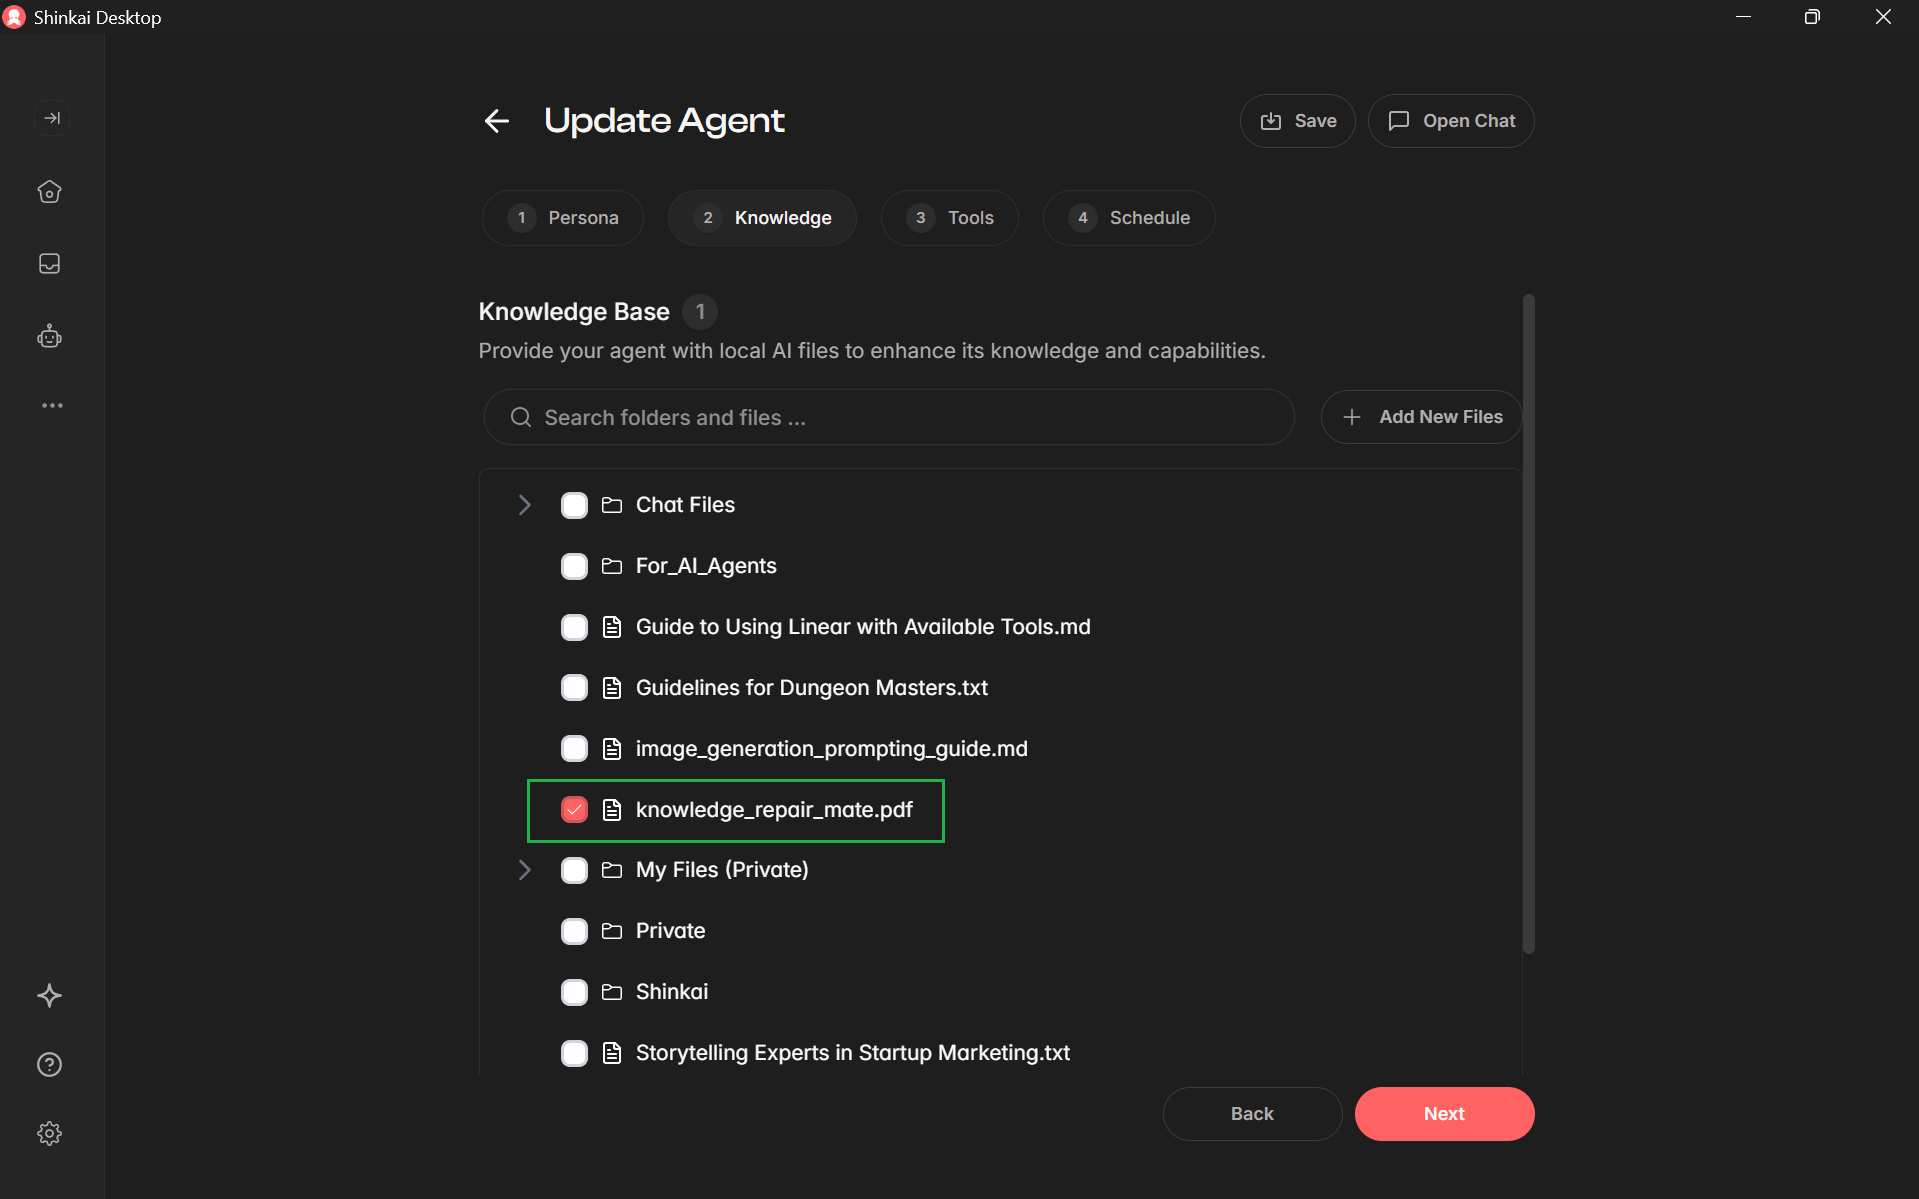 Shinkai Desktop
Update Agent
Save
Open Chat
1 Persona
2 Knowledge
3 Tools
4 Schedule
Knowledge Base 1
Provide your agent with local AI files to enhance its knowledge and capabilities.
Search folders and files ...
Add New Files
Chat Files
For_AI_Agents
Guide to Using Linear with Available Tools.md
Guidelines for Dungeon Masters.txt
image_generation_prompting_guide.md
knowledge_repair_mate.pdf
My Files (Private)
Private
Shinkai
Storytelling Experts in Startup Marketing.txt
Back
Next